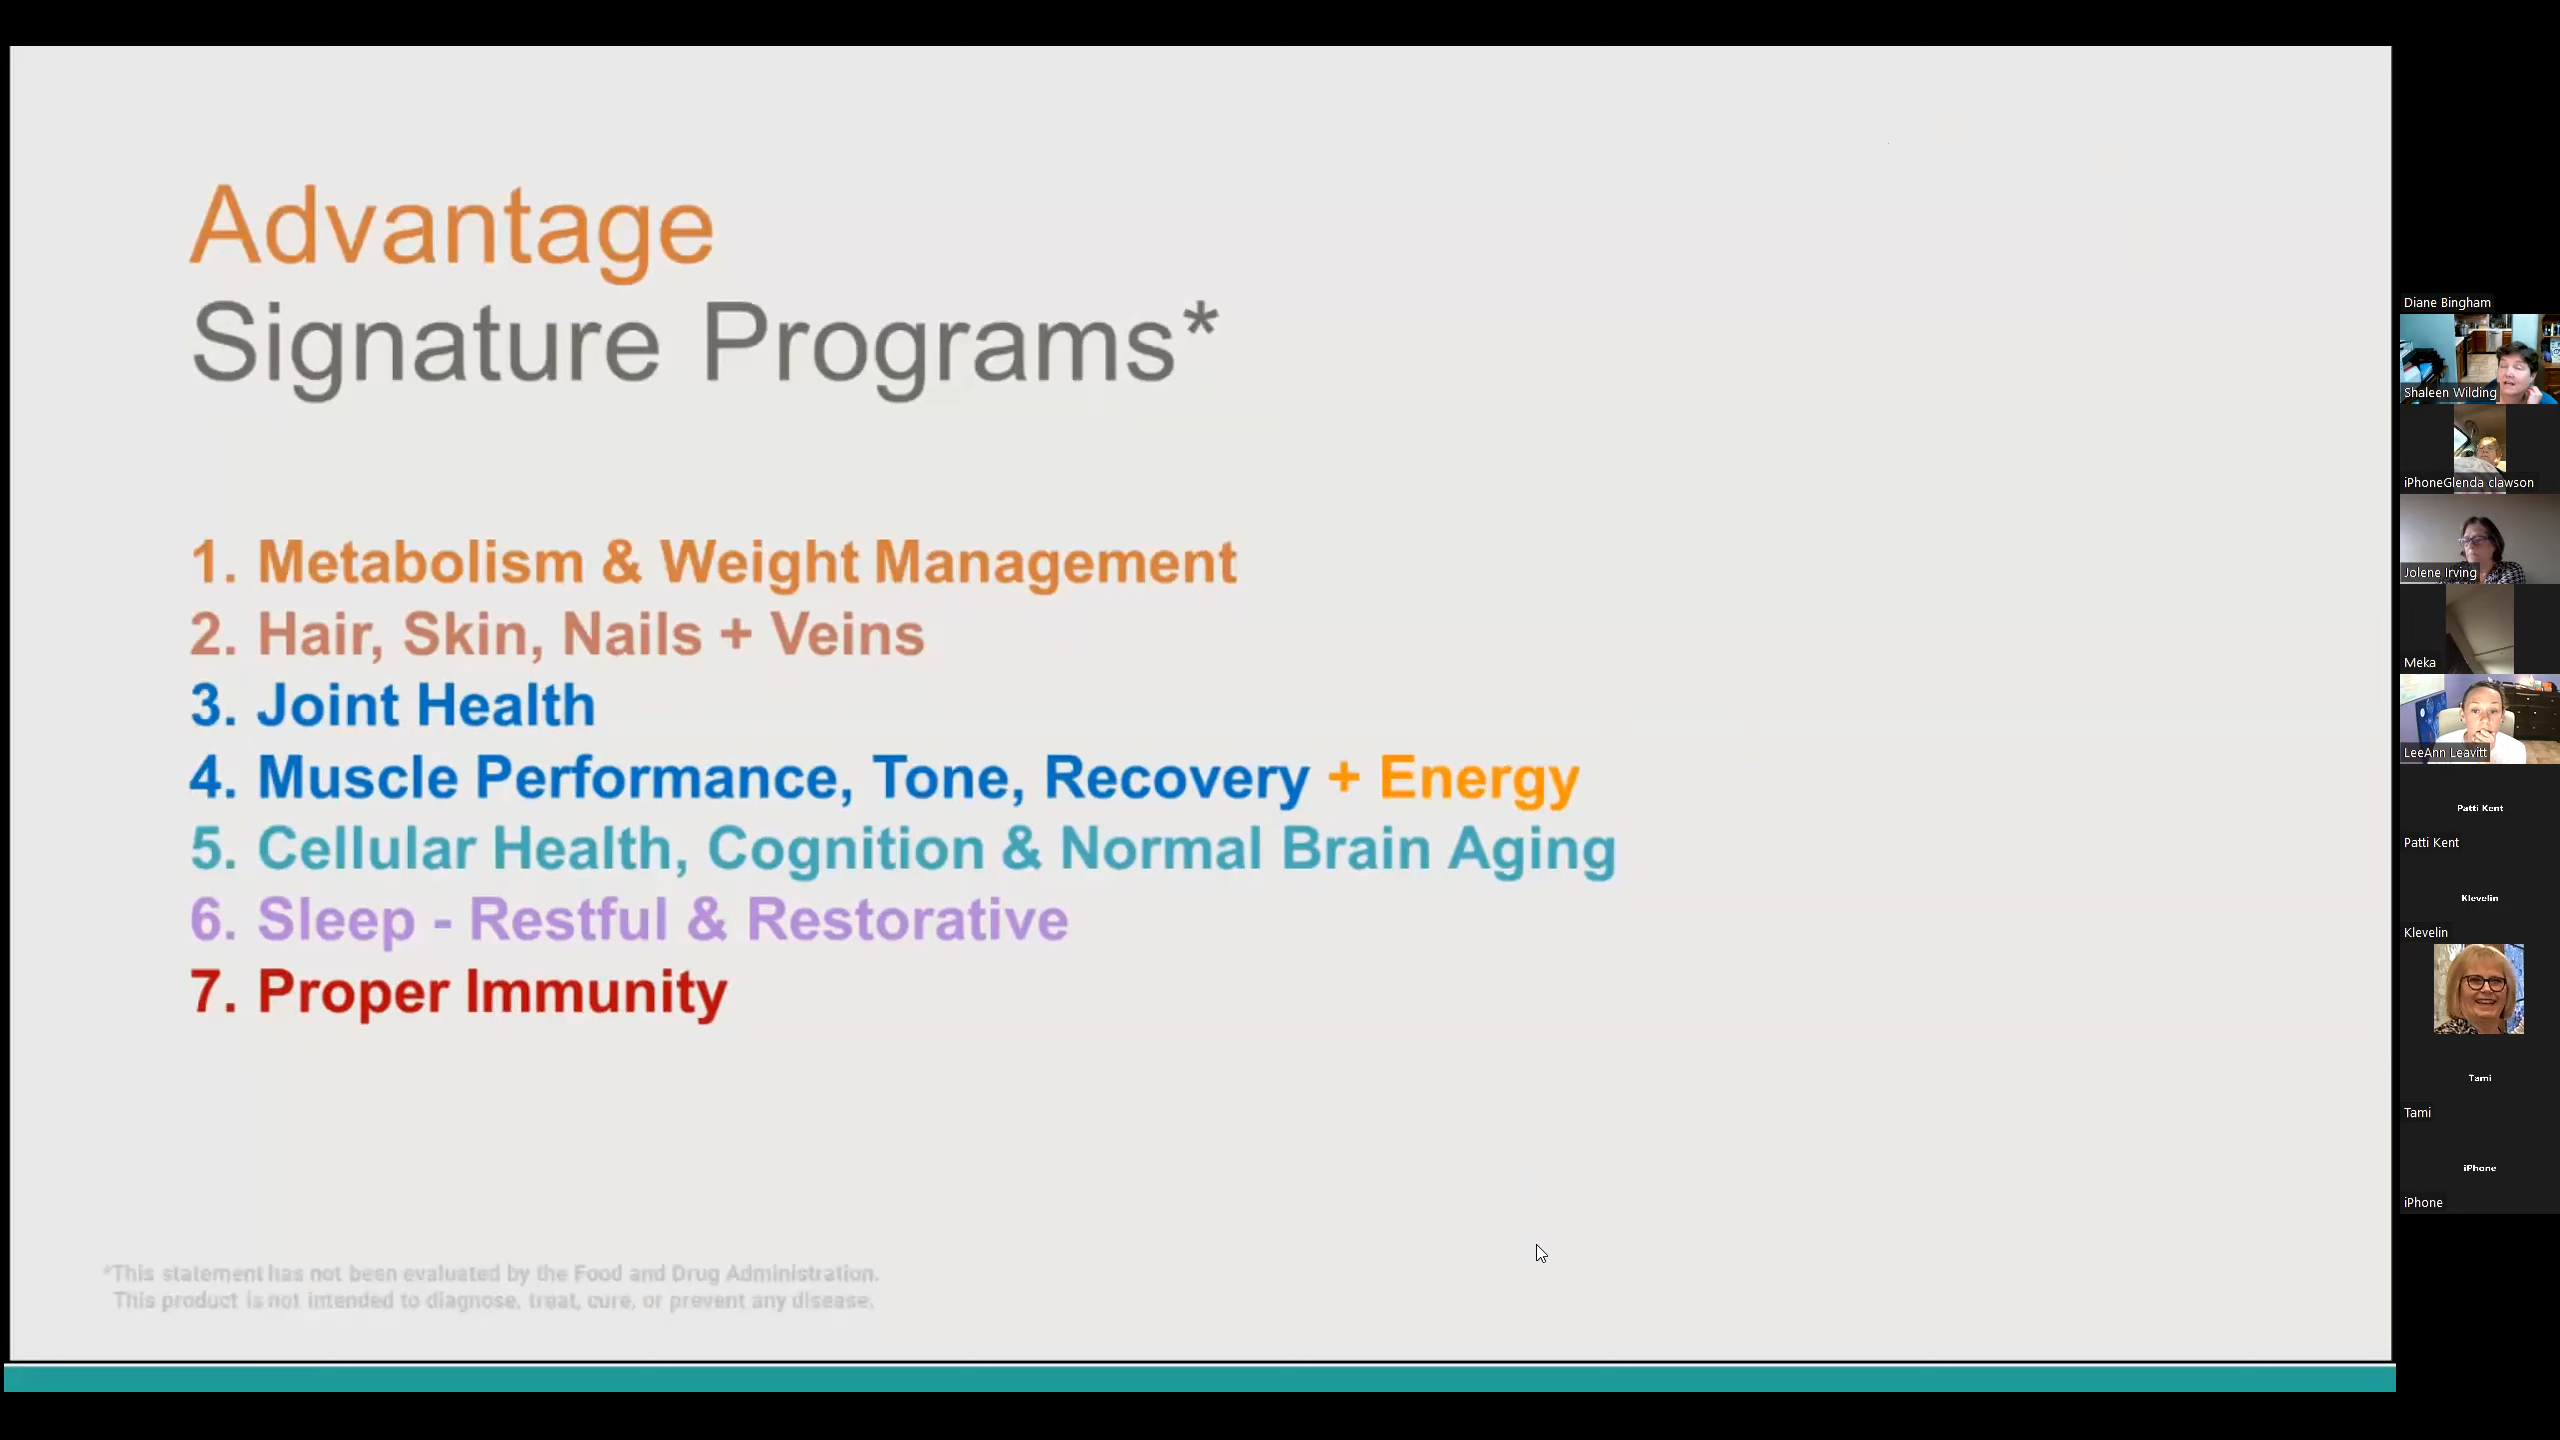 Advantage
Signature Programs*
1. Metabolism & Weight Management
2. Hair, Skin, Nails + Veins
3. Joint Health
4. Muscle Performance, Tone, Recovery + Energy
5. Cellular Health, Cognition & Normal Brain Aging
6. Sleep - Restful & Restorative
7. Proper Immunity
*This statement has not been evaluated by the Food and Drug Administration.
This product is not intended to diagnose, treat, cure, or prevent any disease.
Diane Bingham
Shaleen Wilding
iPhoneGlenda clawson
Jolene Irving
Meka
LeeAnn Leavitt
Patti Kent
Patti Kent
Klevelin
Klevelin
Tami
Tami
iPhone
iPhone